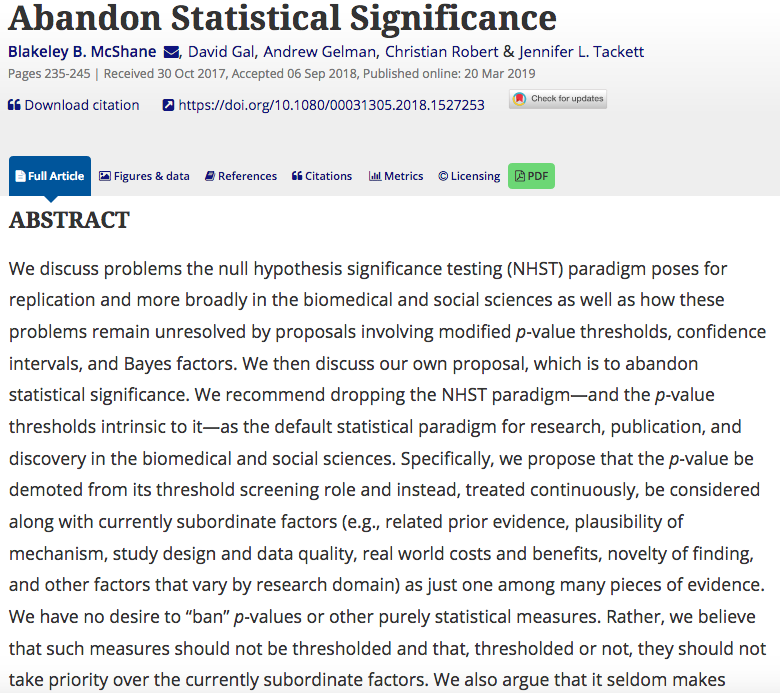 Abandon Statistical Significance
Blakeley B. McShane, David Gal, Andrew Gelman, Christian Robert & Jennifer L. Tackett
Pages 235-245 | Received 30 Oct 2017, Accepted 06 Sep 2018, Published online: 20 Mar 2019
Download citation https://doi.org/10.1080/00031305.2018.1527253 Check for updates
Full Article Figures & data References Citations Metrics © Licensing PDF
ABSTRACT
We discuss problems the null hypothesis significance testing (NHST) paradigm poses for
replication and more broadly in the biomedical and social sciences as well as how these
problems remain unresolved by proposals involving modified p-value thresholds, confidence
intervals, and Bayes factors. We then discuss our own proposal, which is to abandon
statistical significance. We recommend dropping the NHST paradigm—and the p-value
thresholds intrinsic to it—as the default statistical paradigm for research, publication, and
discovery in the biomedical and social sciences. Specifically, we propose that the p-value be
demoted from its threshold screening role and instead, treated continuously, be considered
along with currently subordinate factors (e.g., related prior evidence, plausibility of
mechanism, study design and data quality, real world costs and benefits, novelty of finding,
and other factors that vary by research domain) as just one among many pieces of evidence.
We have no desire to “ban” p-values or other purely statistical measures. Rather, we believe
that such measures should not be thresholded and that, thresholded or not, they should not
take priority over the currently subordinate factors. We also argue that it seldom makes